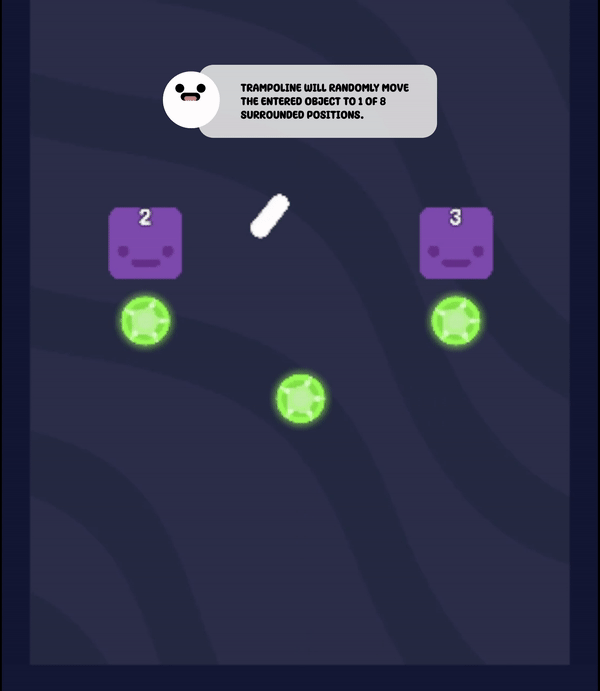 TRAMPOLINE WILL RANDOMLY MOVE
THE ENTERED OBJECT TO 1 OF 8
SURROUNDED POSITIONS.
2
3